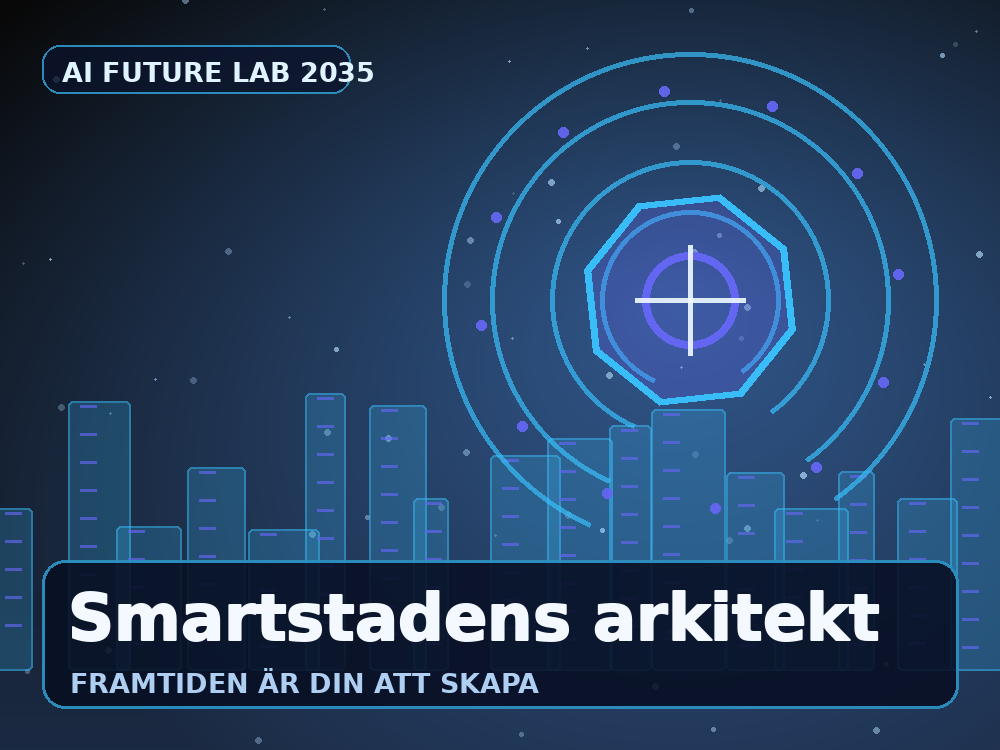 AI FUTURE LAB 2035
Smartstadens arkitekt
FRAMTIDEN ÄR DIN ATT SKAPA